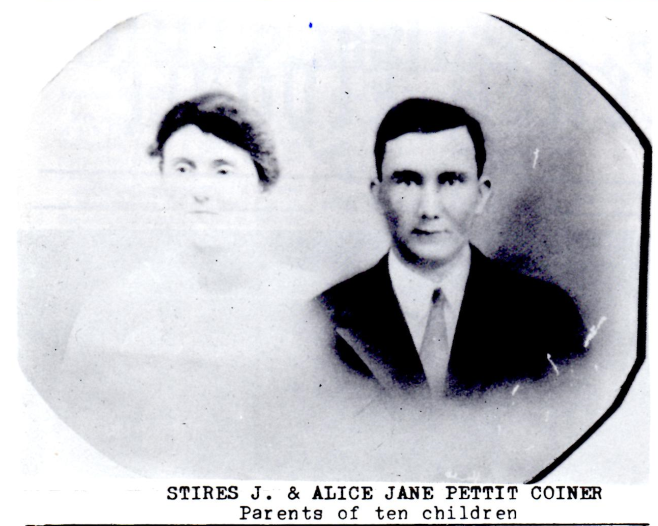 STIRES J. & ALICE JANE PETTIT COINER
Parents of ten children